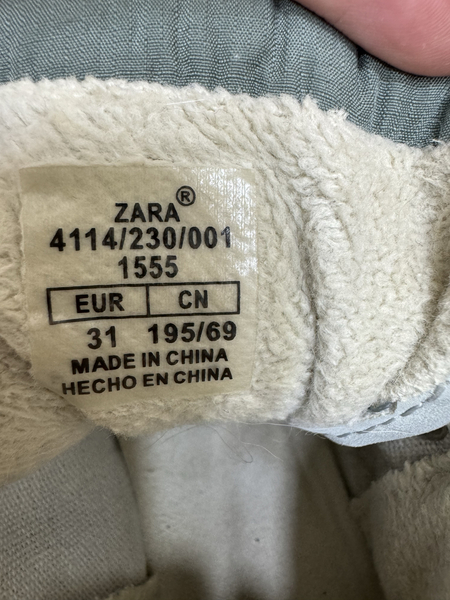 ZARA®
4114/230/001
1555
EUR CN
31 195/69
MADE IN CHINA
HECHO EN CHINA